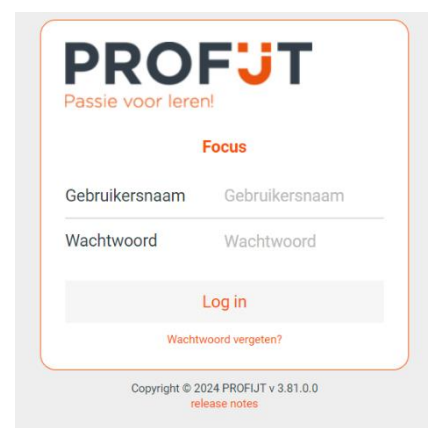 PROFIJT
Passie voor leren!
Focus
Gebruikersnaam Gebruikersnaam
Wachtwoord Wachtwoord
Log in
Wachtwoord vergeten?
Copyright © 2024 PROFIJT v 3.81.0.0
release notes